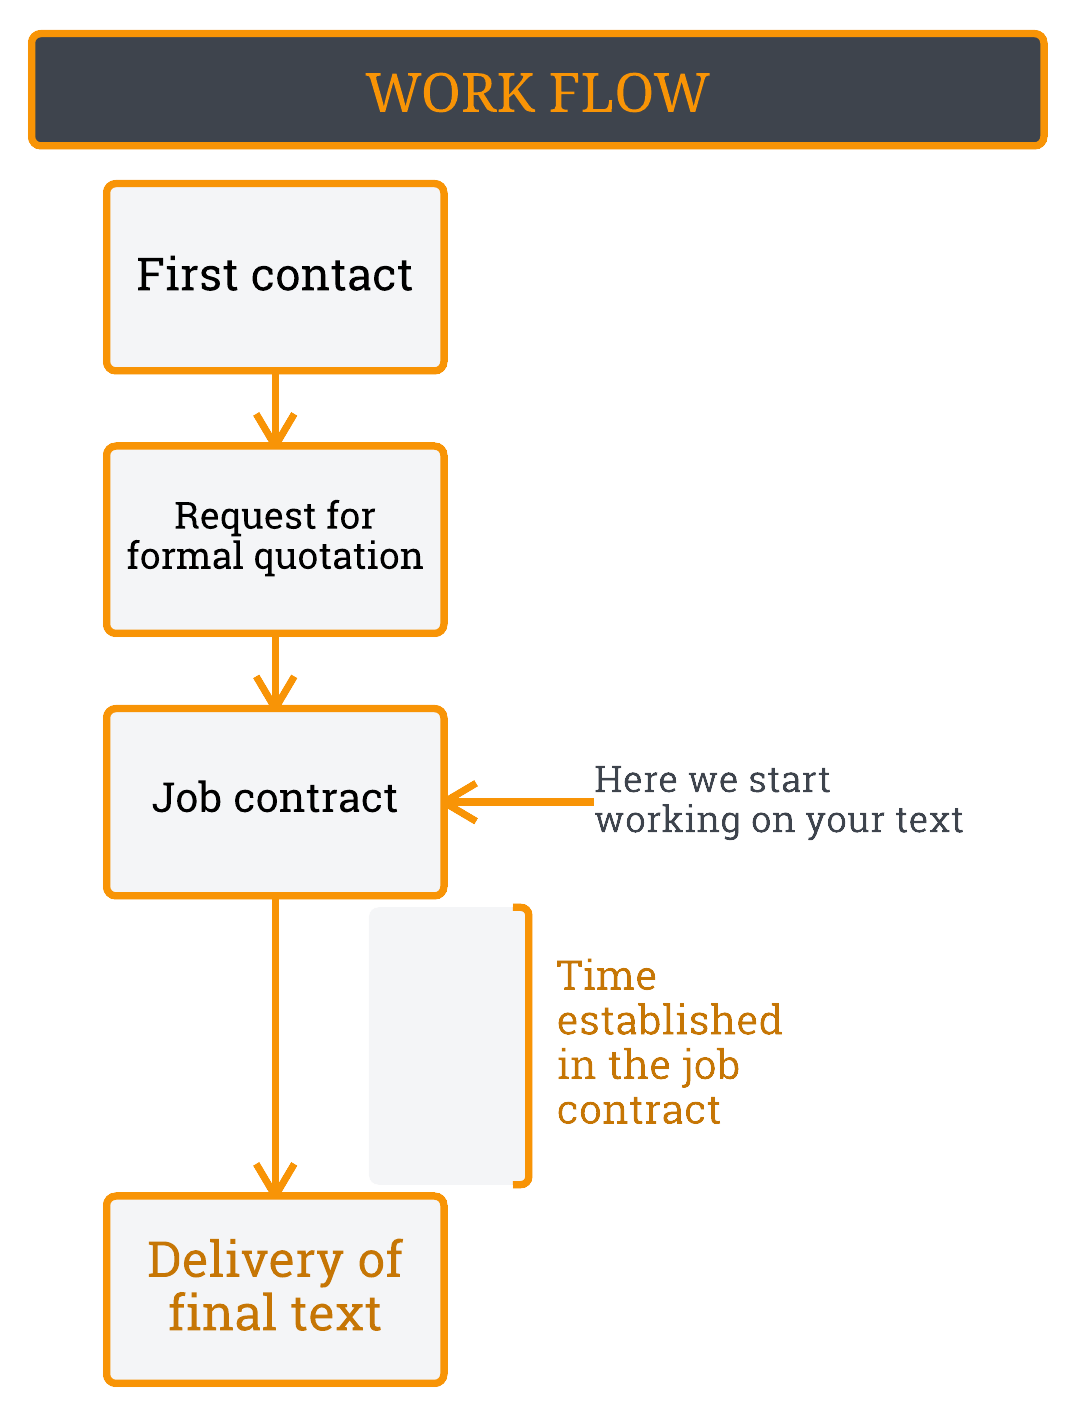 WORK FLOW
First contact
Request for
formal quotation
Job contract
Here we start
working on your text
Time
established
in the job
contract
Delivery of
final text